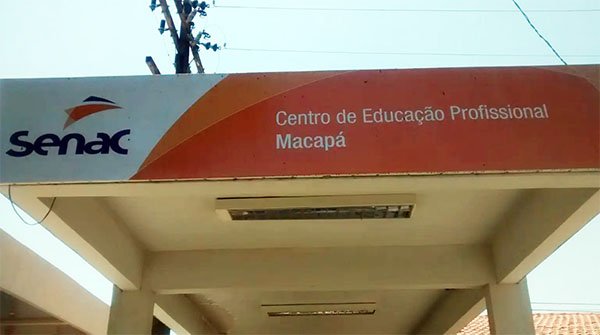 senac
Centro de Educação Profissional
Macapá